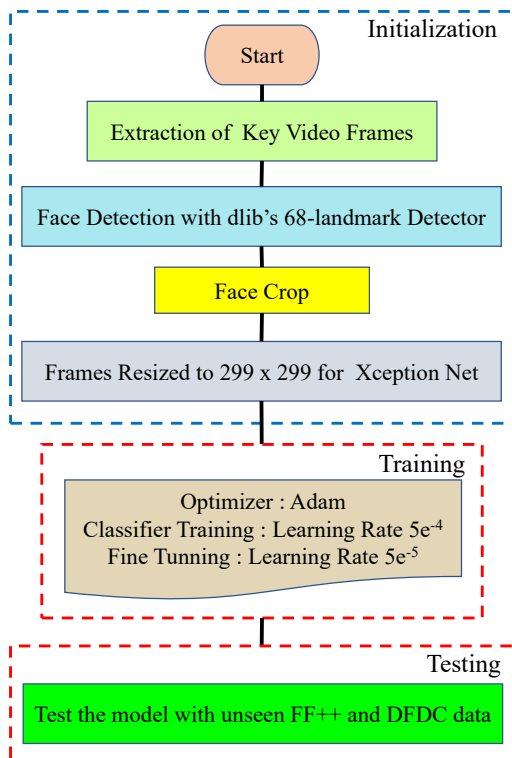 Initialization
Start
Extraction of Key Video Frames
Face Detection with dlib's 68-landmark Detector
Face Crop
Frames Resized to 299 x 299 for Xception Net
Training
Optimizer : Adam
Classifier Training : Learning Rate 5e⁻⁴
Fine Tunning : Learning Rate 5e⁻⁵
Testing
Test the model with unseen FF++ and DFDC data